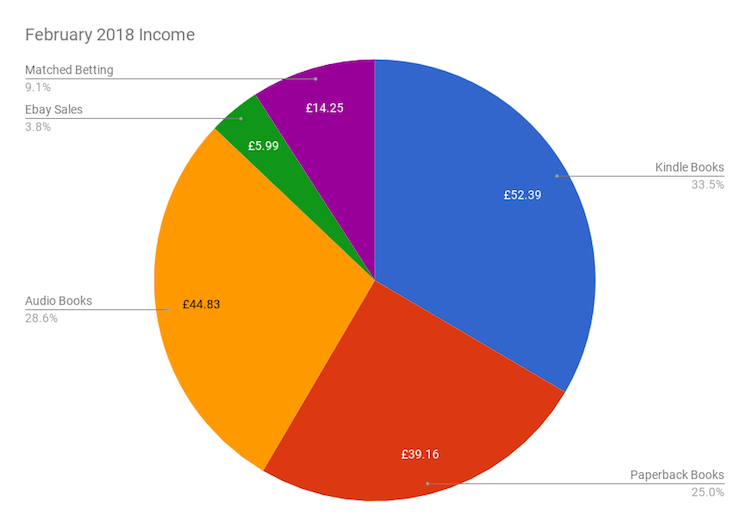 February 2018 Income
Matched Betting
9.1%
Ebay Sales
3.8%
Audio Books
28.6%
Kindle Books
33.5%
Paperback Books
25.0%
£14.25
£5.99
£52.39
£44.83
£39.16